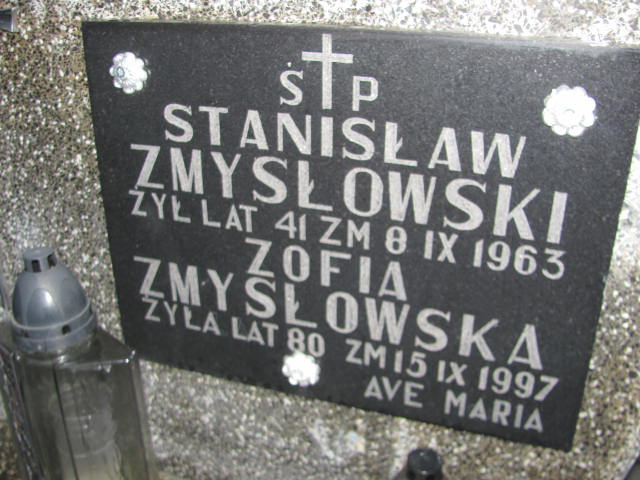 Ś P
STANISŁAW
ZMYSŁOWSKI
ŻYŁ LAT 41 ZM 8 IX 1963
ZOFIA
ZMYSŁOWSKA
ŻYŁA LAT 80 ZM 15 IX 1997
AVE MARIA